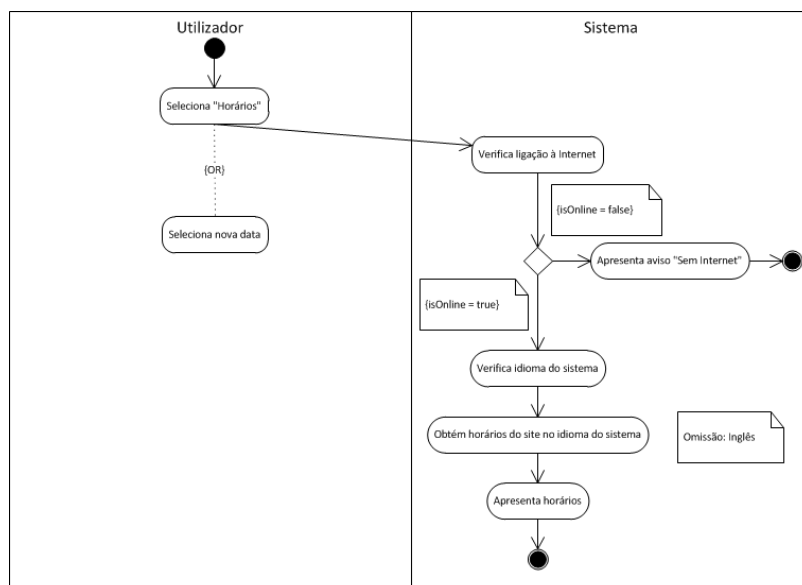 Utilizador
Sistema
Seleciona "Horários"
Verifica ligação à Internet
{OR}
{isOnline = false}
Seleciona nova data
Apresenta aviso "Sem Internet"
{isOnline = true}
Verifica idioma do sistema
Obtém horários do site no idioma do sistema
Omissão: Inglês
Apresenta horários